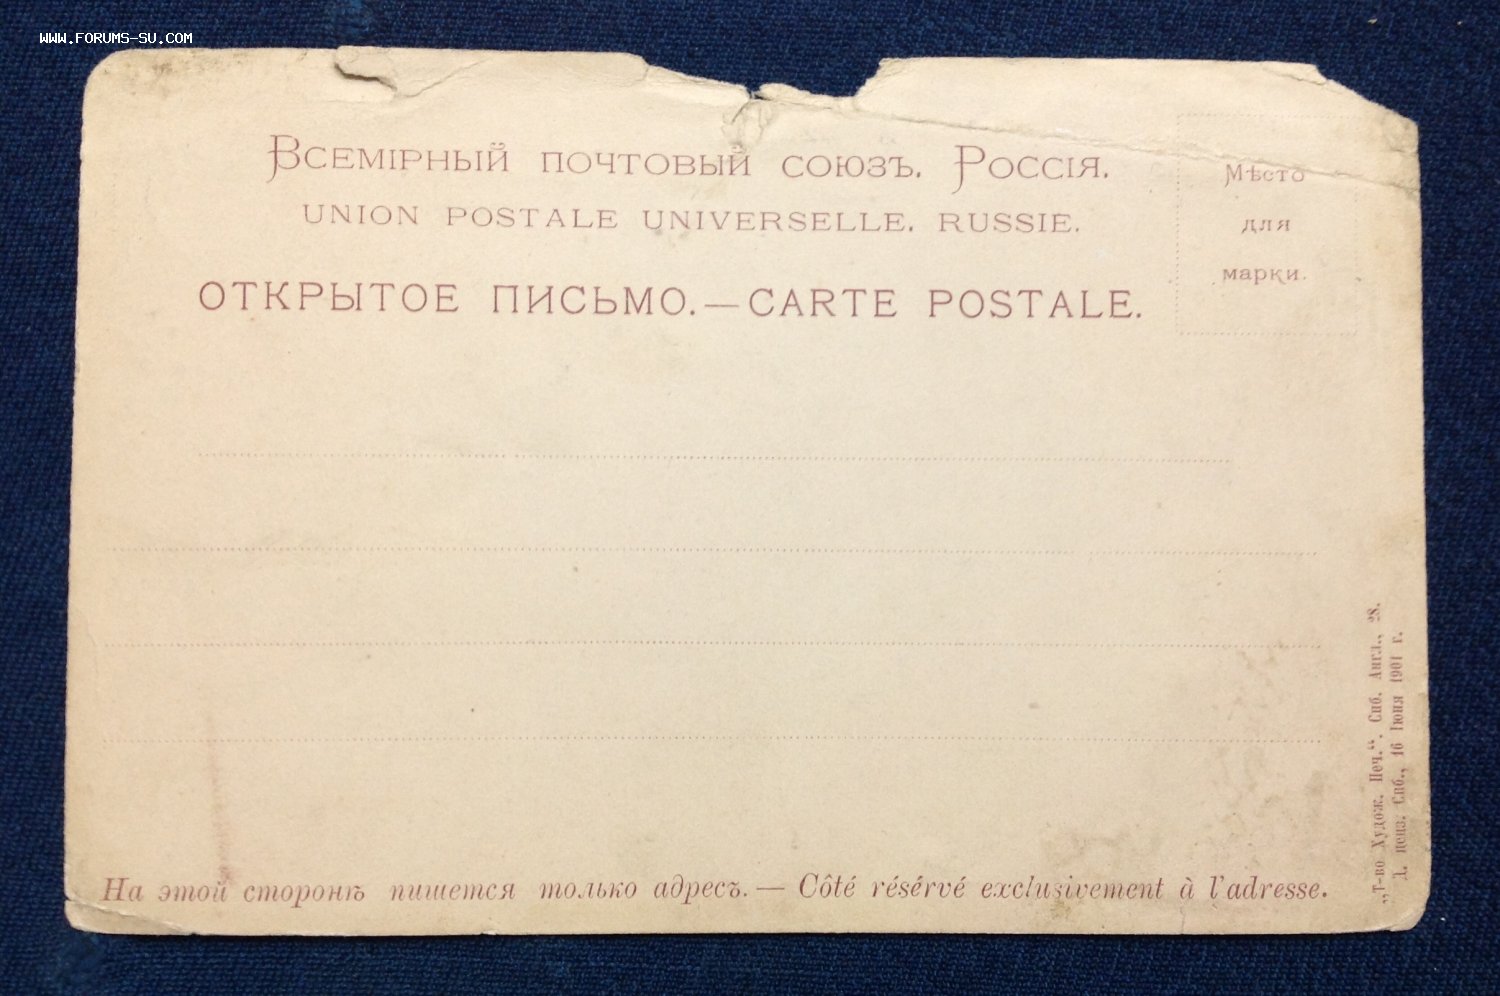 WWW.FORUMS-SU.COM
Всемірный почтовый союзъ. Россія.
UNION POSTALE UNIVERSELLE. RUSSIE.
ОТКРЫТОЕ ПИСЬМО.—CARTE POSTALE.
Мѣсто
для
марки.
На этой сторонѣ пишется только адресъ. — Côté résérvé exclusivement à l'adresse.
„Т-во Худож. Печ.“. Спб. Англ., 28.
Д. ценз. Спб., 16 Іюня 1901 г.